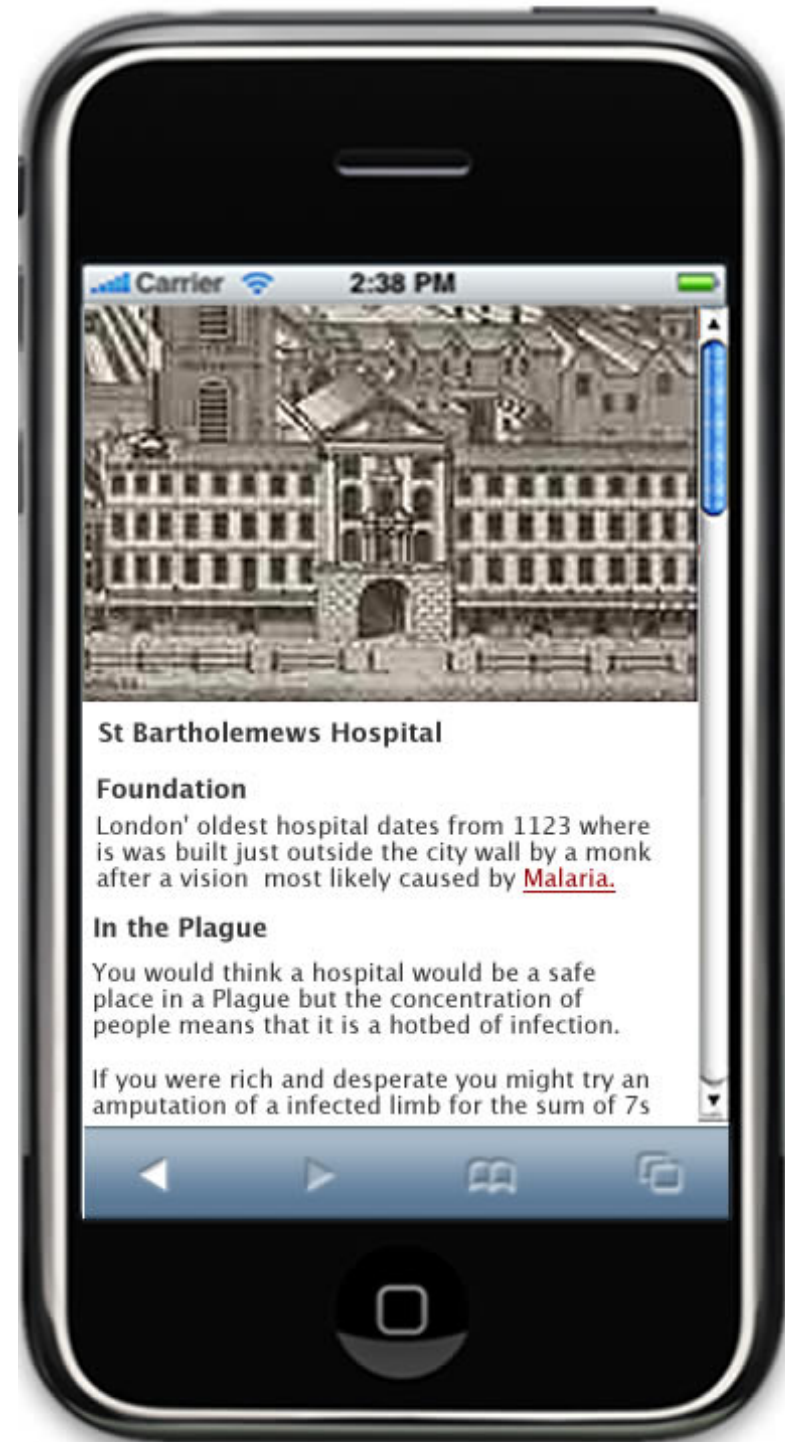 Carrier 2:38 PM
St Bartholemews Hospital
Foundation
London' oldest hospital dates from 1123 where
is was built just outside the city wall by a monk
after a vision  most likely caused by Malaria.
In the Plague
You would think a hospital would be a safe
place in a Plague but the concentration of
people means that it is a hotbed of infection.
If you were rich and desperate you might try an
amputation of a infected limb for the sum of 7s